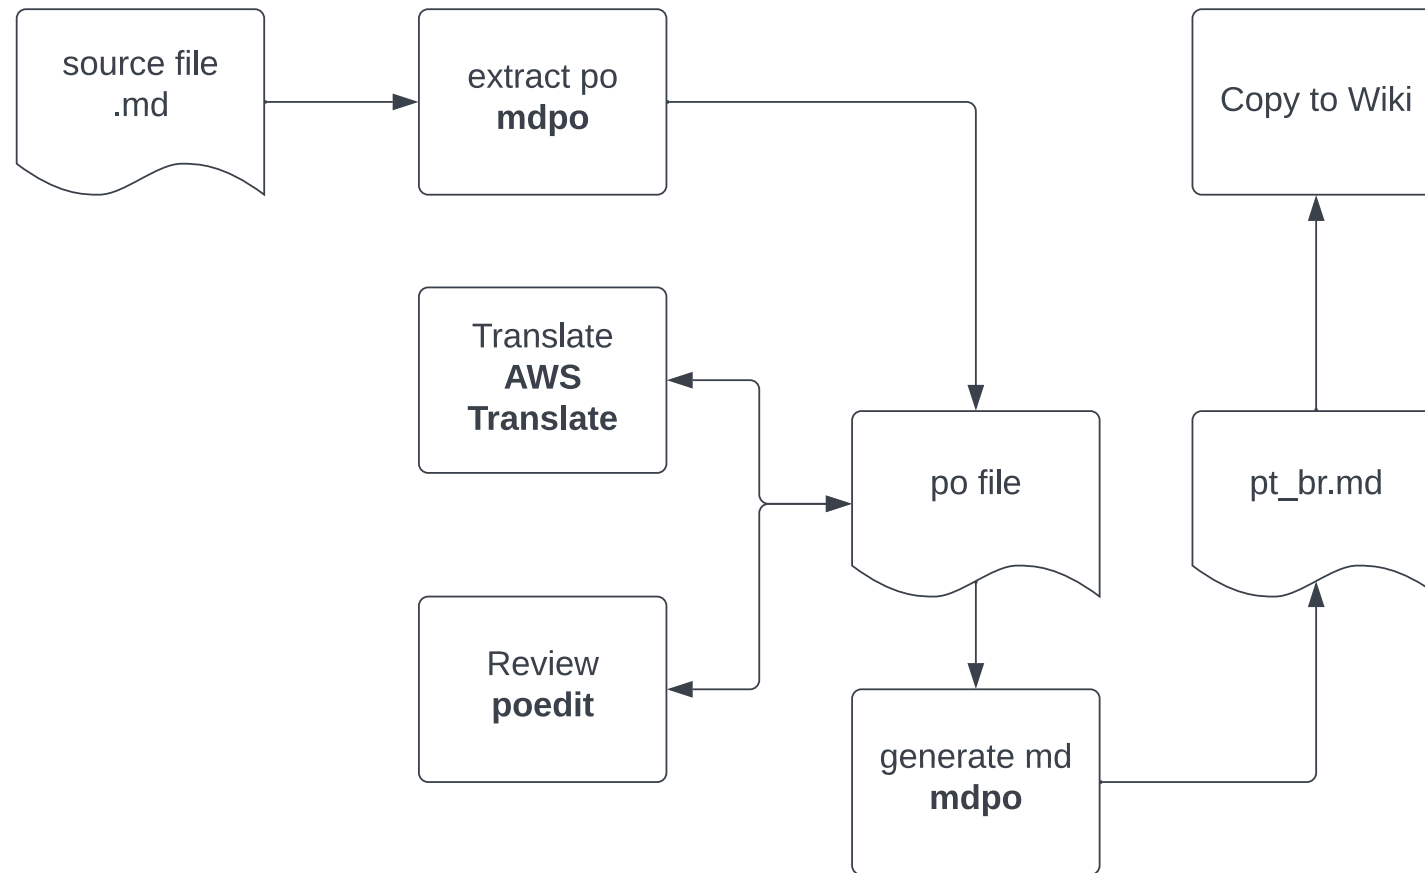 source file
.md
extract po
mdpo
Copy to Wiki
Translate
AWS
Translate
po file
pt_br.md
Review
poedit
generate md
mdpo